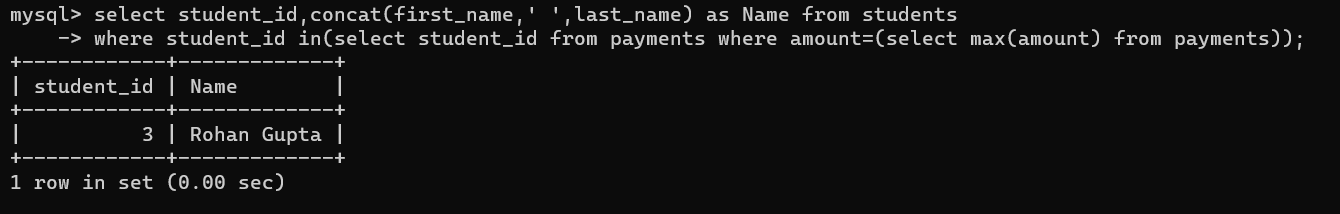 mysql> select student_id,concat(first_name,' ',last_name) as Name from students
    -> where student_id in(select student_id from payments where amount=(select max(amount) from payments));
+------------+-------------+
| student_id | Name        |
+------------+-------------+
|          3 | Rohan Gupta |
+------------+-------------+
1 row in set (0.00 sec)